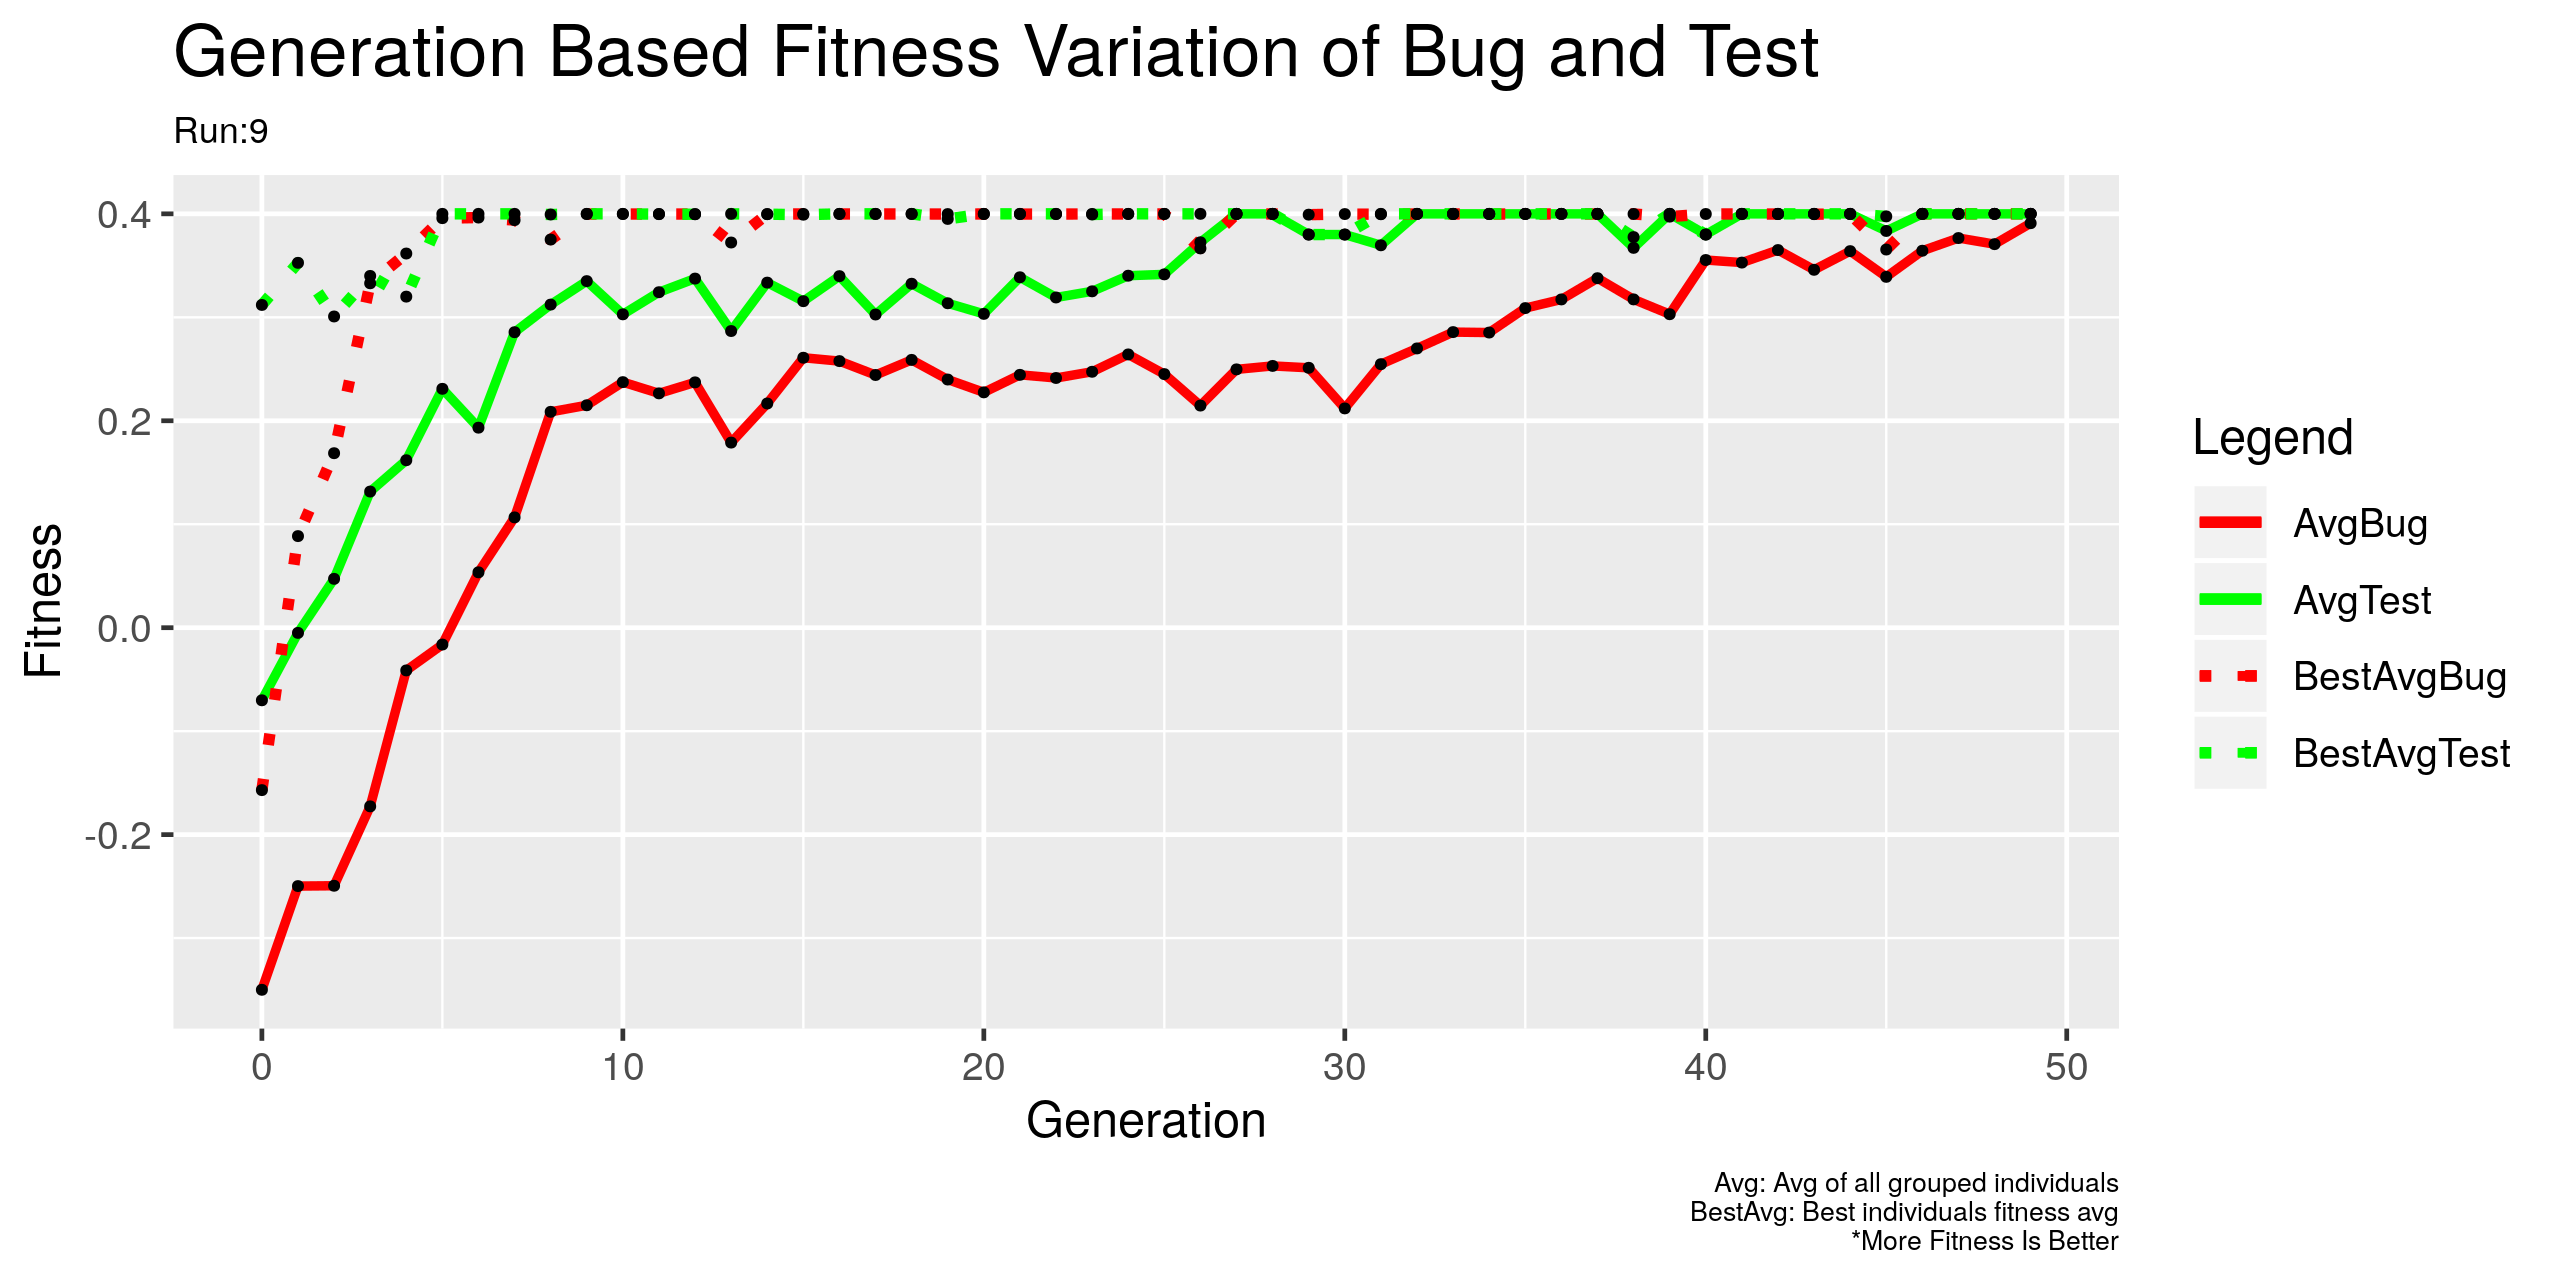 Generation Based Fitness Variation of Bug and Test
Run:9
0.4
0.2
0.0
-0.2
Fitness
0 10 20 30 40 50
Generation
Legend
AvgBug
AvgTest
BestAvgBug
BestAvgTest
Avg: Avg of all grouped individuals
BestAvg: Best individuals fitness avg
*More Fitness Is Better